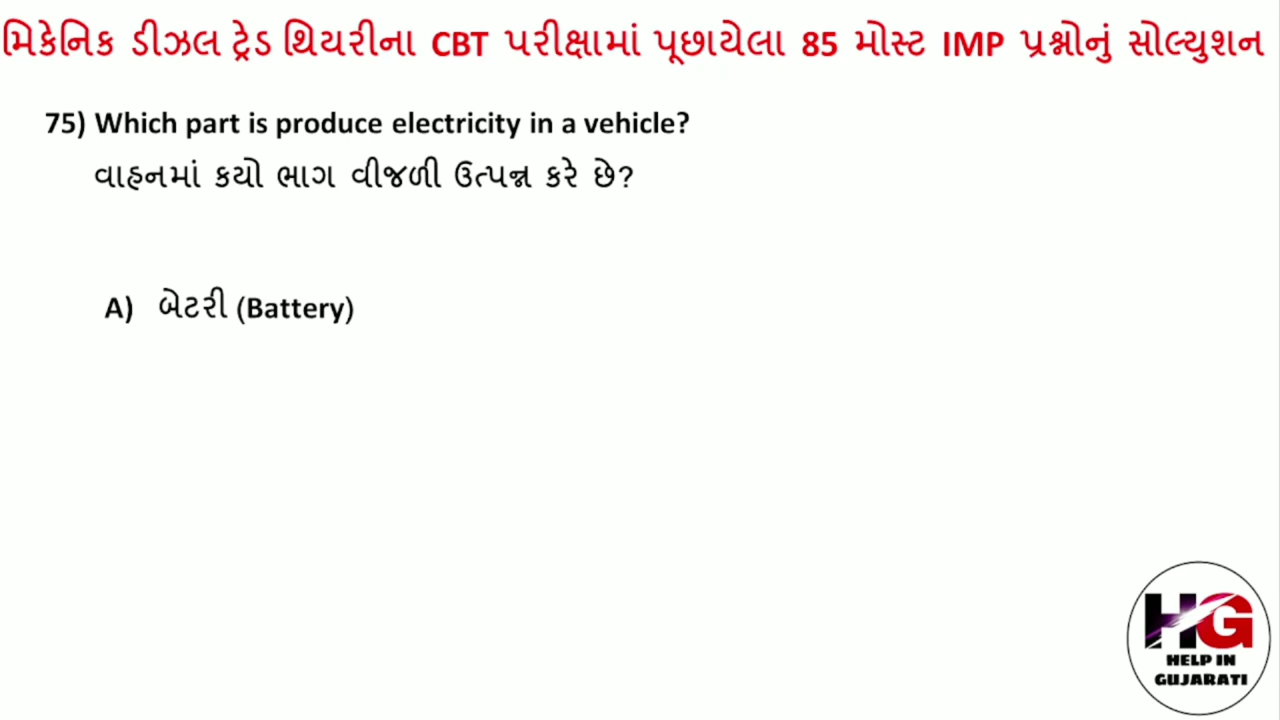 મિકેનિક ડીઝલ ટ્રેડ થિયરીના CBT પરીક્ષામાં પૂછાયેલા 85 મોસ્ટ IMP પ્રશ્નોનું સોલ્યુશન
75) Which part is produce electricity in a vehicle?
વાહનમાં કયો ભાગ વીજળી ઉત્પન્ન કરે છે?
A) બેટરી (Battery)
HG
HELP IN
GUJARATI